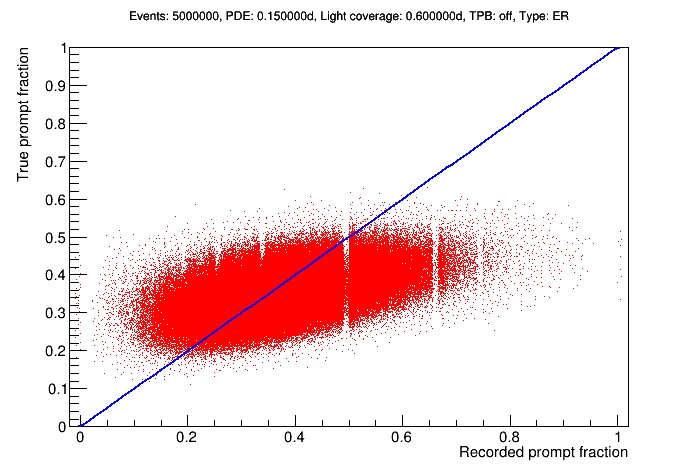 Events: 5000000, PDE: 0.150000d, Light coverage: 0.600000d, TPB: off, Type: ER
True prompt fraction
1
0.9
0.8
0.7
0.6
0.5
0.4
0.3
0.2
0.1
0
0 0.2 0.4 0.6 0.8 1
Recorded prompt fraction